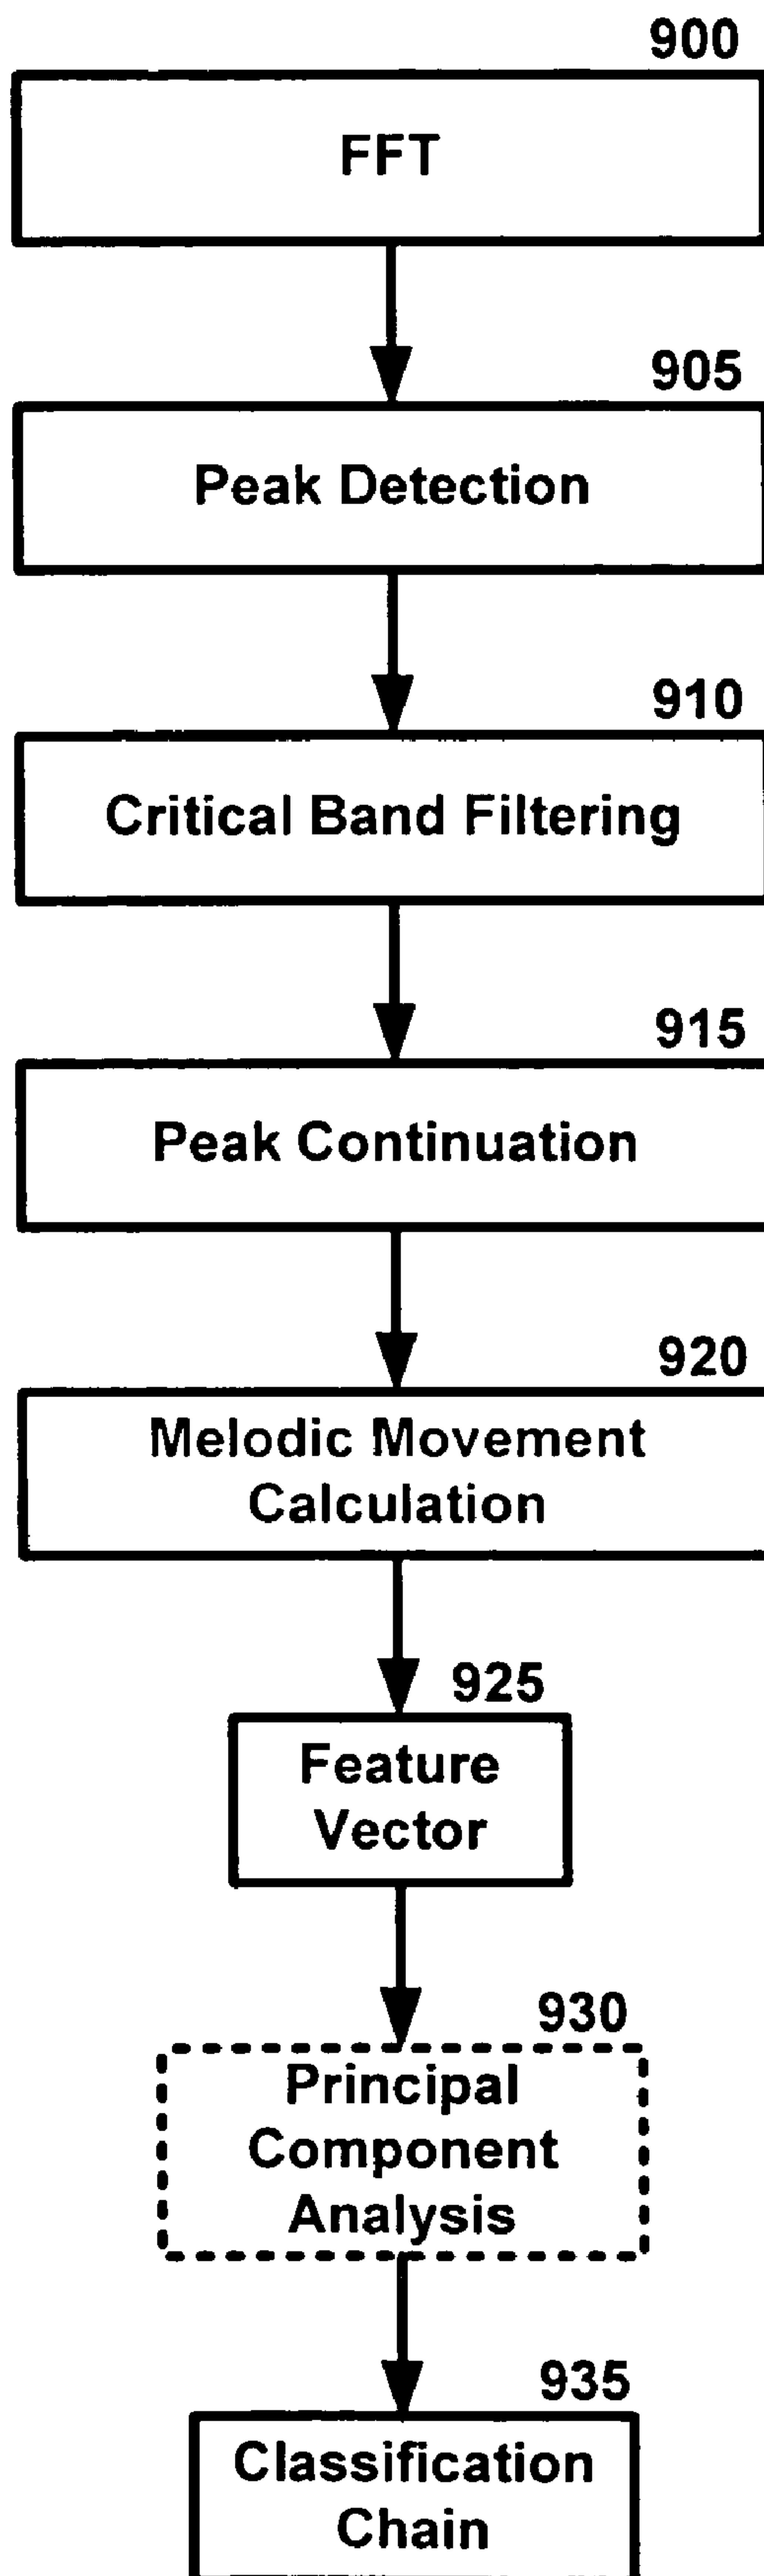 900
FFT
905
Peak Detection
910
Critical Band Filtering
915
Peak Continuation
920
Melodic Movement
Calculation
925
Feature
Vector
930
Principal
Component
Analysis
935
Classification
Chain